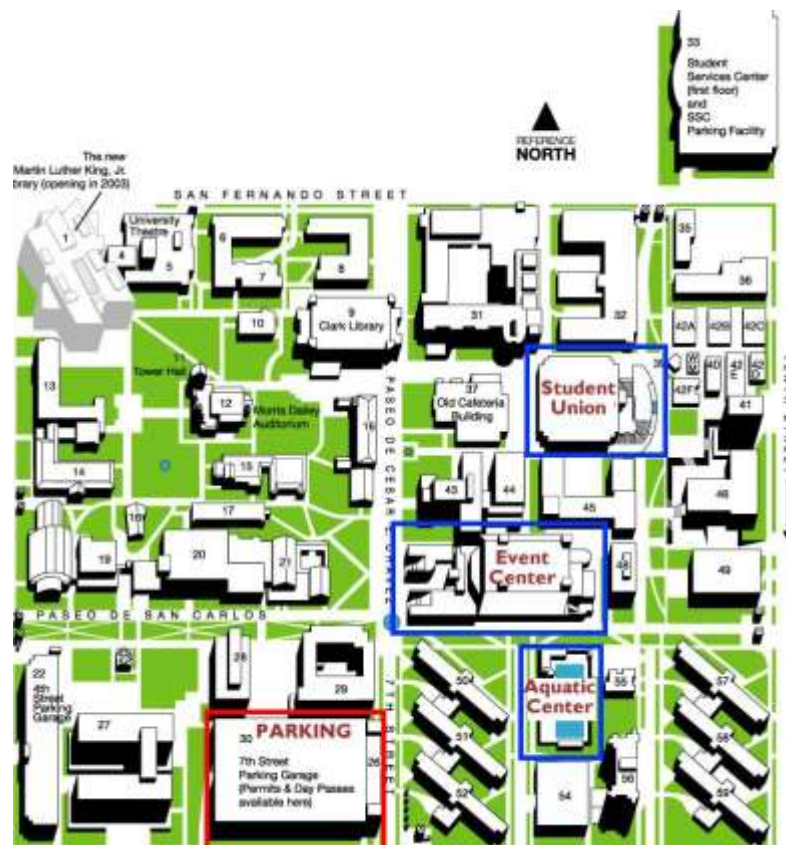 33
Student
Services Center
(first floor)
and
SSC
Parking Facility
REFERENCE
NORTH
The new
Martin Luther King, Jr.
brary (opening in 2003)
SAN FERNANDO STREET
1
University
Theatre
4
5
6
7
8
9
Clark Library
10
31
32
35
36
42A
42B
42C
11
Tower Hall
12
Morris Dailey
Auditorium
13
14
15
16
37
Old Cafeteria
Building
Student
Union
40
42F
41
43
44
45
46
17
19
20
21
Event
Center
48
49
PASEO DE SAN CARLOS
PASEO DE CESAR
22
4th
Street
Parking
Garage
27
28
29
7TH STREET
50
51
52
Aquatic
Center
55
56
54
57
58
59
PARKING
30
7th Street
Parking Garage
(Permits & Day Passes
available here)
26